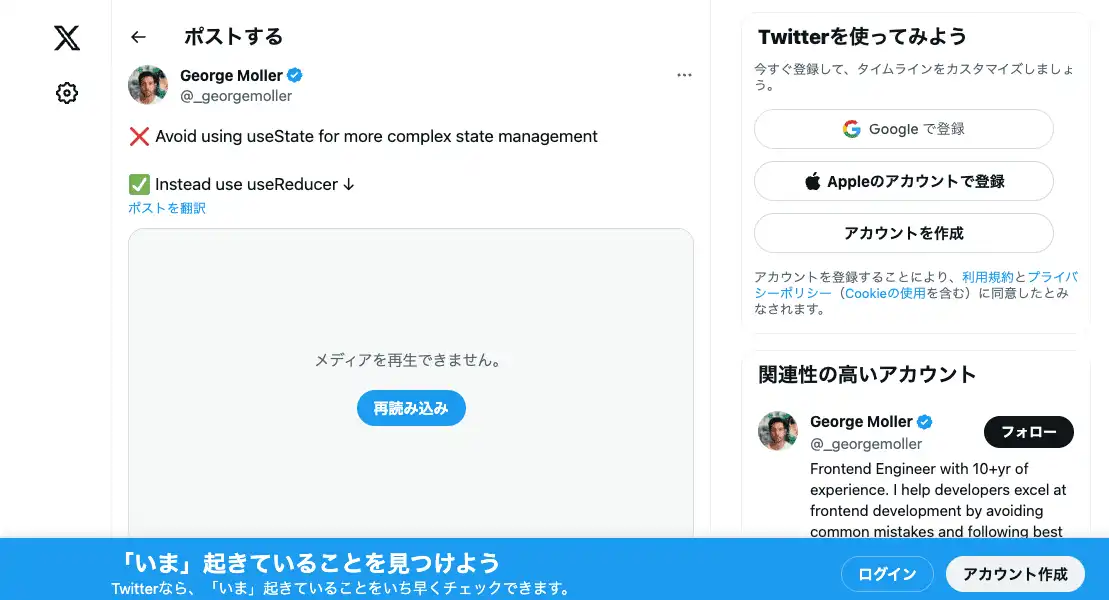 ポストする
George Moller
@_georgemoller
❌ Avoid using useState for more complex state management
✅ Instead use useReducer ↓
ポストを翻訳
メディアを再生できません。
再読み込み
Twitterを使ってみよう
今すぐ登録して、タイムラインをカスタマイズしましょ
う。
Google で登録
Appleのアカウントで登録
アカウントを作成
アカウントを登録することにより、利用規約とプライバ
シーポリシー（Cookieの使用を含む）に同意したとみ
なされます。
関連性の高いアカウント
George Moller
@_georgemoller
フォロー
Frontend Engineer with 10+yr of
experience. I help developers excel at
frontend development by avoiding
common mistakes and following best
「いま」起きていることを見つけよう
Twitterなら、「いま」起きていることをいち早くチェックできます。
ログイン
アカウント作成